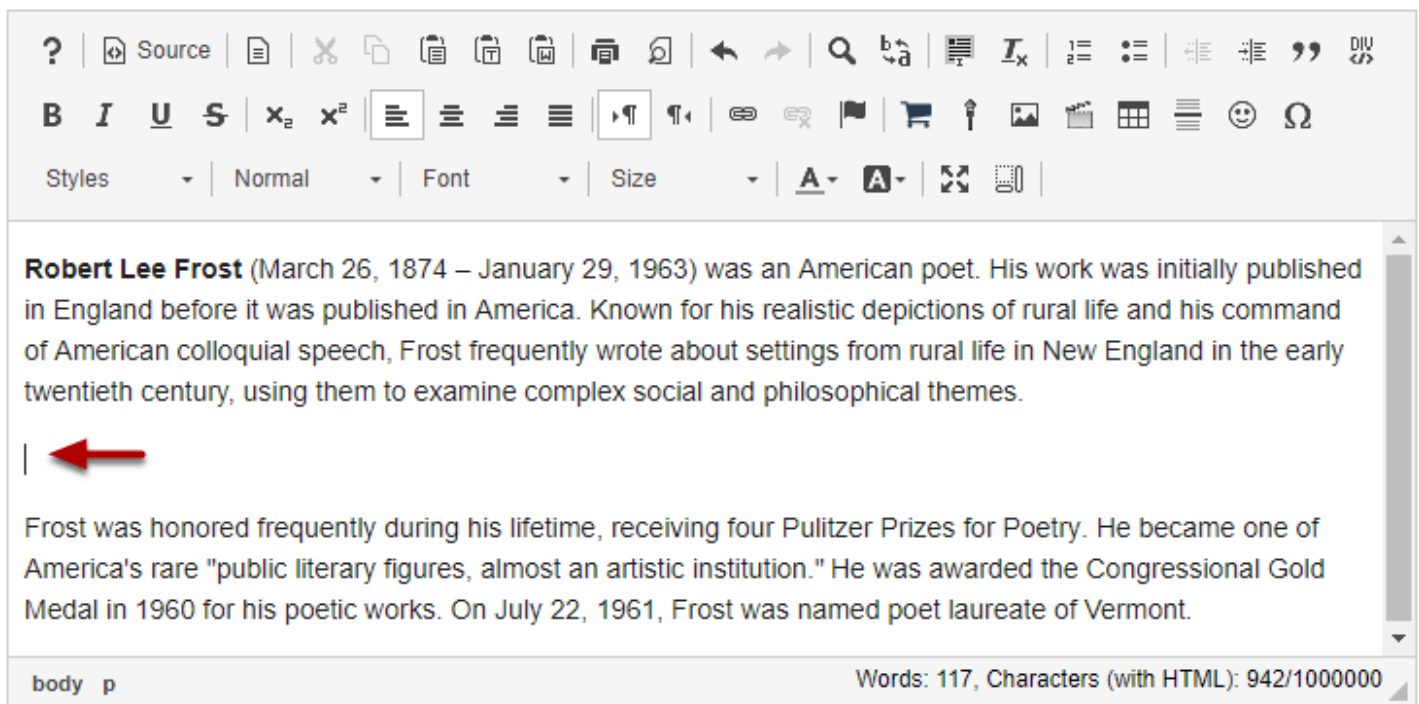 ? Source
B I U S x₂ x² Ω
Styles Normal Font Size A A
Robert Lee Frost (March 26, 1874 – January 29, 1963) was an American poet. His work was initially published
in England before it was published in America. Known for his realistic depictions of rural life and his command
of American colloquial speech, Frost frequently wrote about settings from rural life in New England in the early
twentieth century, using them to examine complex social and philosophical themes.
Frost was honored frequently during his lifetime, receiving four Pulitzer Prizes for Poetry. He became one of
America's rare "public literary figures, almost an artistic institution." He was awarded the Congressional Gold
Medal in 1960 for his poetic works. On July 22, 1961, Frost was named poet laureate of Vermont.
body p Words: 117, Characters (with HTML): 942/1000000